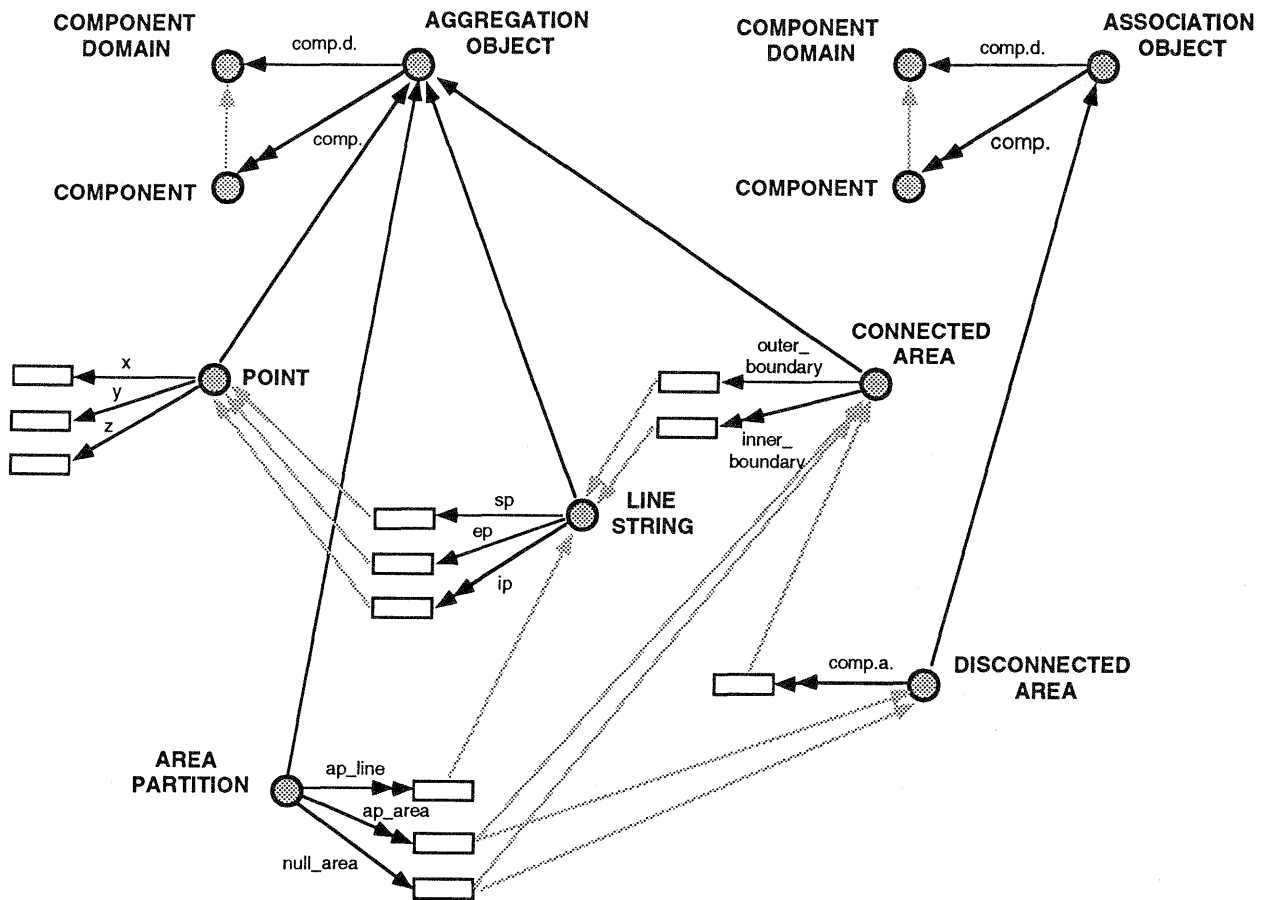 COMPONENT
DOMAIN
comp.d.
AGGREGATION
OBJECT
comp.
COMPONENT
COMPONENT
DOMAIN
comp.d.
ASSOCIATION
OBJECT
comp.
COMPONENT
x
y
z
POINT
outer_
boundary
CONNECTED
AREA
inner_
boundary
sp
ep
ip
LINE
STRING
comp.a.
DISCONNECTED
AREA
AREA
PARTITION
ap_line
ap_area
null_area